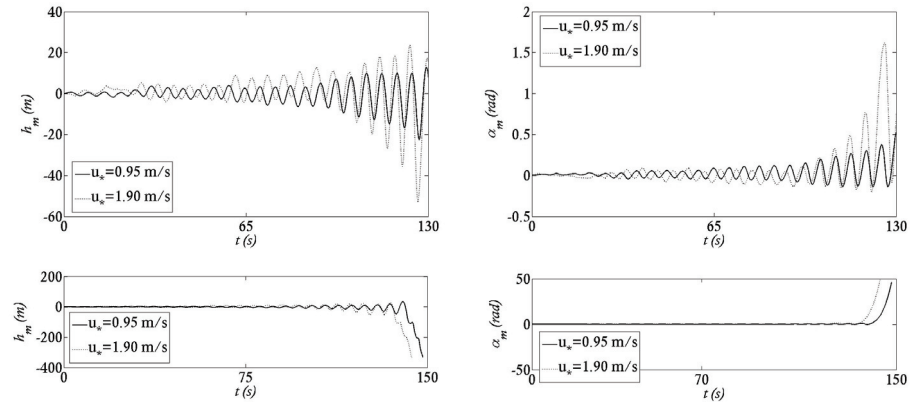 60
40
20
0
-20
-40
-60
h_m (m)
u_*=0.95 m/s
u_*=1.90 m/s
0
65
130
t (s)
2
1.5
1
0.5
0
-0.5
α_m (rad)
u_*=0.95 m/s
u_*=1.90 m/s
0
65
130
t (s)
200
0
-200
-400
h_m (m)
u_*=0.95 m/s
u_*=1.90 m/s
0
75
150
t (s)
50
0
-50
α_m (rad)
u_*=0.95 m/s
u_*=1.90 m/s
0
70
150
t (s)